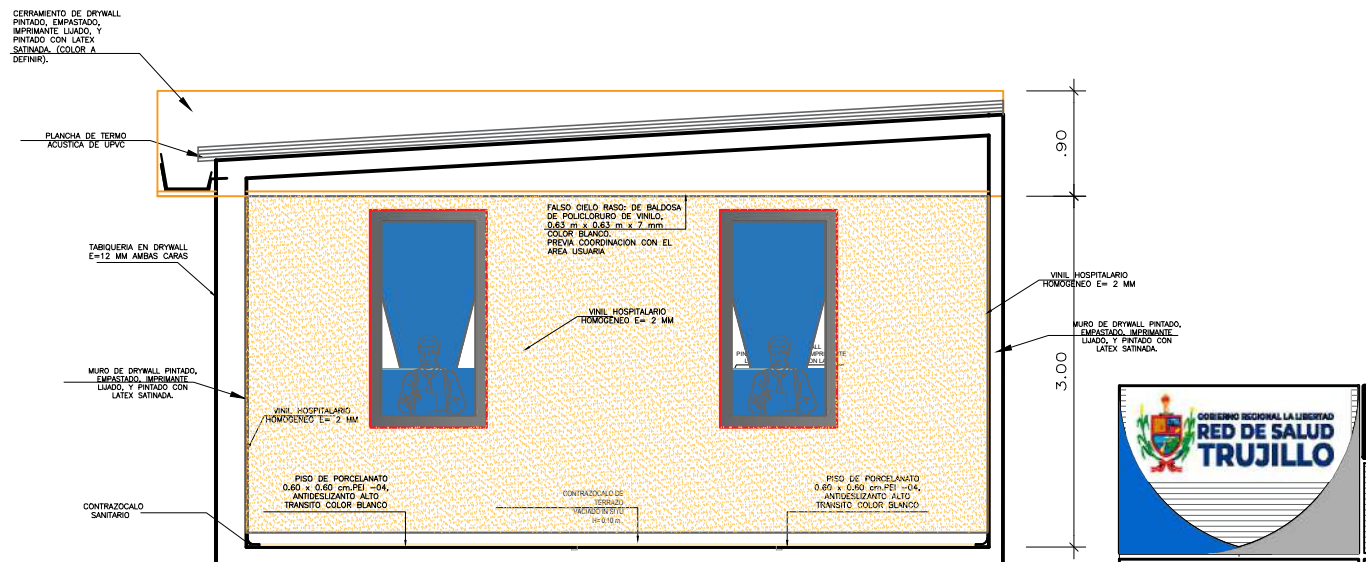 CERRAMIENTO DE DRYWALL
PINTADO, EMPASTADO,
IMPRIMANTE LIJADO, Y
PINTADO CON LATEX
SATINADA. (COLOR A
DEFINIR).
PLANCHA DE TERMO
ACUSTICA DE UPVC
.90
FALSO CIELO RASO: DE BALDOSA
DE POLICLORURO DE VINILO,
0.63 m x 0.63 m x 7 mm
COLOR BLANCO.
PREVIA COORDINACION CON EL
AREA USUARIA
TABIQUERIA EN DRYWALL
E=12 MM AMBAS CARAS
VINIL HOSPITALARIO
HOMOGENEO E= 2 MM
VINIL HOSPITALARIO
HOMOGENEO E= 2 MM
MURO DE DRYWALL PINTADO,
EMPASTADO, IMPRIMANTE
LIJADO, Y PINTADO CON
LATEX SATINADA.
3.00
MURO DE DRYWALL PINTADO,
EMPASTADO, IMPRIMANTE
LIJADO, Y PINTADO CON
LATEX SATINADA.
VINIL HOSPITALARIO
HOMOGENEO E= 2 MM
GOBIERNO REGIONAL LA LIBERTAD
RED DE SALUD
TRUJILLO
PISO DE PORCELANATO
0.60 x 0.60 cm.PEI -04,
ANTIDESLIZANTO ALTO
TRANSITO COLOR BLANCO
CONTRAZOCALO DE
TERRAZO
VACIADO IN SITU
H= 0.10 m
PISO DE PORCELANATO
0.60 x 0.60 cm.PEI -04,
ANTIDESLIZANTO ALTO
TRANSITO COLOR BLANCO
CONTRAZOCALO
SANITARIO